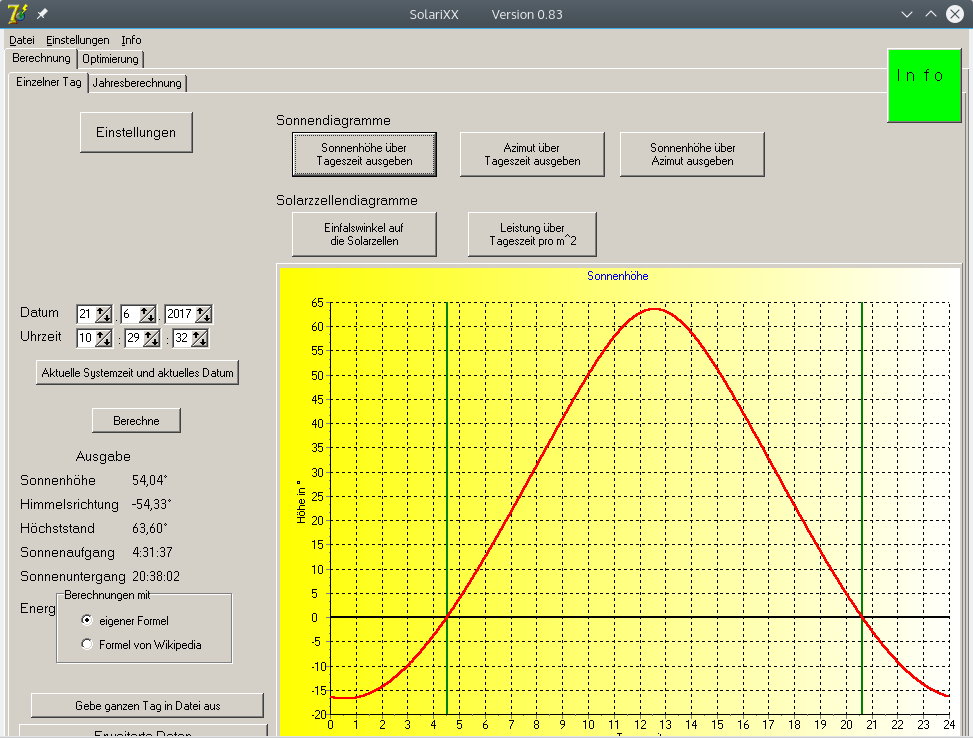 SolariXX Version 0.83
Datei Einstellungen Info
Berechnung Optimierung
Einzelner Tag Jahresberechnung
Info
Einstellungen
Sonnendiagramme
Sonnenhöhe über
Tageszeit ausgeben
Azimut über
Tageszeit ausgeben
Sonnenhöhe über
Azimut ausgeben
Solarzzellendiagramme
Einfalswinkel auf
die Solarzellen
Leistung über
Tageszeit pro m^2
Datum 21 . 6 . 2017
Uhrzeit 10 : 29 : 32
Aktuelle Systemzeit und aktuelles Datum
Berechne
Ausgabe
Sonnenhöhe 54,04°
Himmelsrichtung -54,33°
Höchststand 63,60°
Sonnenaufgang 4:31:37
Sonnenuntergang 20:38:02
Energ
Berechnungen mit
eigener Formel
Formel von Wikipedia
Gebe ganzen Tag in Datei aus
Erweiterte Daten
Sonnenhöhe
Höhe in °
65
60
55
50
45
40
35
30
25
20
15
10
5
0
-5
-10
-15
-20
0 1 2 3 4 5 6 7 8 9 10 11 12 13 14 15 16 17 18 19 20 21 22 23 24